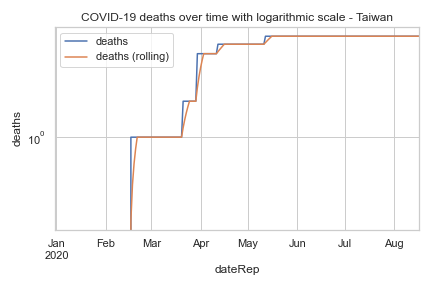 COVID-19 deaths over time with logarithmic scale - Taiwan
deaths
deaths (rolling)
deaths
10⁰
Jan
2020
Feb
Mar
Apr
May
Jun
Jul
Aug
dateRep